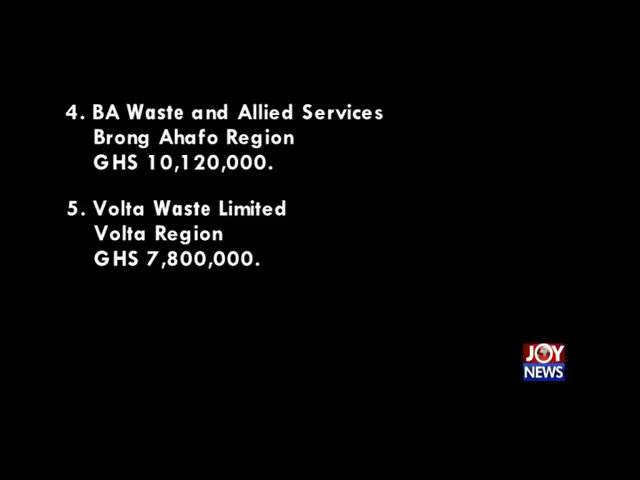 4. BA Waste and Allied Services
Brong Ahafo Region
GHS 10,120,000.
5. Volta Waste Limited
Volta Region
GHS 7,800,000.
JOY
NEWS